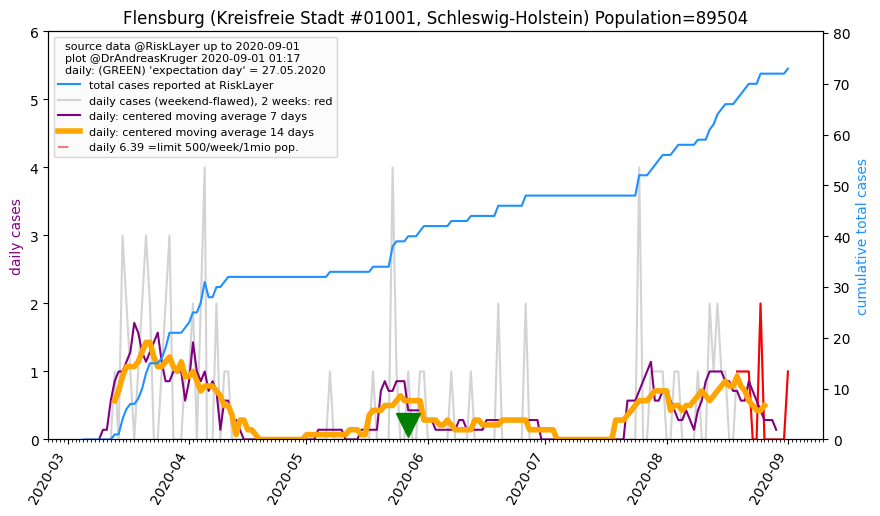 Flensburg (Kreisfreie Stadt #01001, Schleswig-Holstein) Population=89504
source data @RiskLayer up to 2020-09-01
plot @DrAndreasKruger 2020-09-01 01:17
daily: (GREEN) 'expectation day' = 27.05.2020
total cases reported at RiskLayer
daily cases (weekend-flawed), 2 weeks: red
daily: centered moving average 7 days
daily: centered moving average 14 days
daily 6.39 =limit 500/week/1mio pop.
daily cases
6
5
4
3
2
1
0
cumulative total cases
80
70
60
50
40
30
20
10
0
2020-03
2020-04
2020-05
2020-06
2020-07
2020-08
2020-09